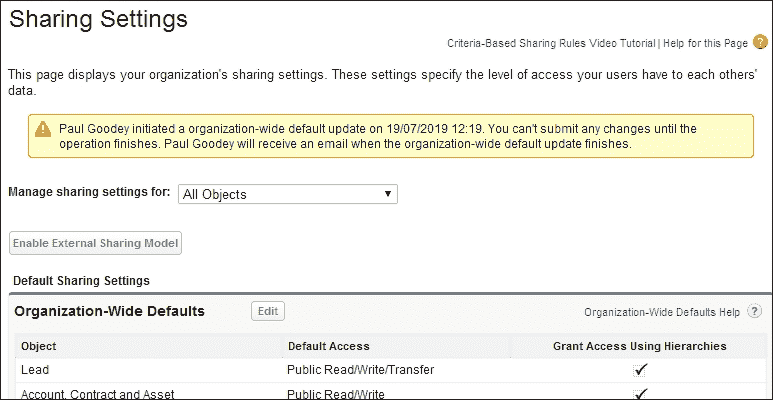 Sharing Settings
Criteria-Based Sharing Rules Video Tutorial | Help for this Page ?
This page displays your organization's sharing settings. These settings specify the level of access your users have to each others'
data.
Paul Goodey initiated a organization-wide default update on 19/07/2019 12:19. You can't submit any changes until the
operation finishes. Paul Goodey will receive an email when the organization-wide default update finishes.
Manage sharing settings for: All Objects
Enable External Sharing Model
Default Sharing Settings
Organization-Wide Defaults Edit Organization-Wide Defaults Help ?
Object Default Access Grant Access Using Hierarchies
Lead Public Read/Write/Transfer
Account, Contract and Asset Public Read/Write